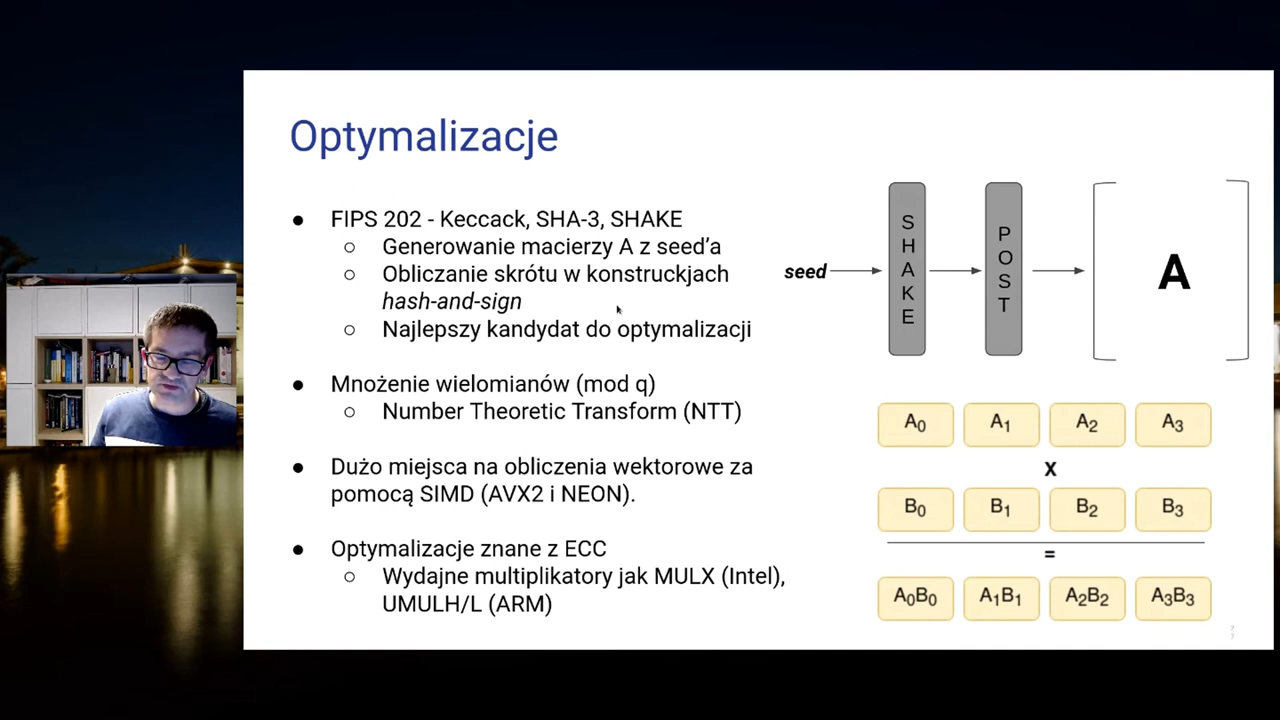 Optymalizacje
● FIPS 202 - Keccack, SHA-3, SHAKE
○ Generowanie macierzy A z seed’a
○ Obliczanie skrótu w konstruckjach
hash-and-sign
○ Najlepszy kandydat do optymalizacji
● Mnożenie wielomianów (mod q)
○ Number Theoretic Transform (NTT)
● Dużo miejsca na obliczenia wektorowe za
pomocą SIMD (AVX2 i NEON).
● Optymalizacje znane z ECC
○ Wydajne multiplikatory jak MULX (Intel),
UMULH/L (ARM)
seed
SHAKE
POST
A
A₀ A₁ A₂ A₃
X
B₀ B₁ B₂ B₃
=
A₀B₀ A₁B₁ A₂B₂ A₃B₃